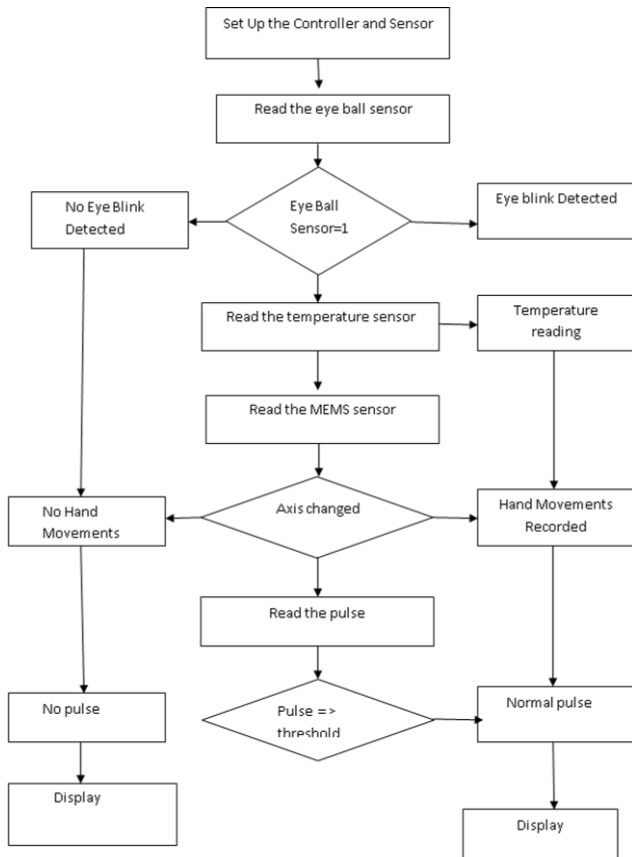 Set Up the Controller and Sensor
Read the eye ball sensor
No Eye Blink
Detected
Eye Ball
Sensor=1
Eye blink Detected
Read the temperature sensor
Temperature
reading
Read the MEMS sensor
No Hand
Movements
Axis changed
Hand Movements
Recorded
Read the pulse
No pulse
Pulse =>
threshold
Normal pulse
Display
Display